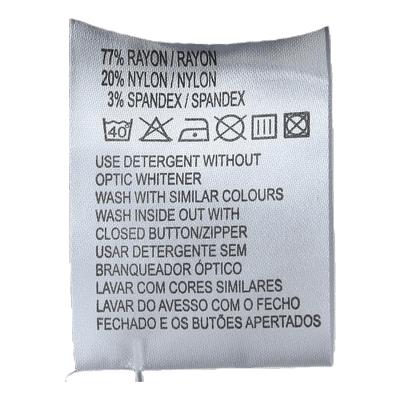 77% RAYON / RAYON
20% NYLON / NYLON
3% SPANDEX / SPANDEX
40
USE DETERGENT WITHOUT
OPTIC WHITENER
WASH WITH SIMILAR COLOURS
WASH INSIDE OUT WITH
CLOSED BUTTON/ZIPPER
USAR DETERGENTE SEM
BRANQUEADOR ÓPTICO
LAVAR COM CORES SIMILARES
LAVAR DO AVESSO COM O FECHO
FECHADO E OS BUTÕES APERTADOS